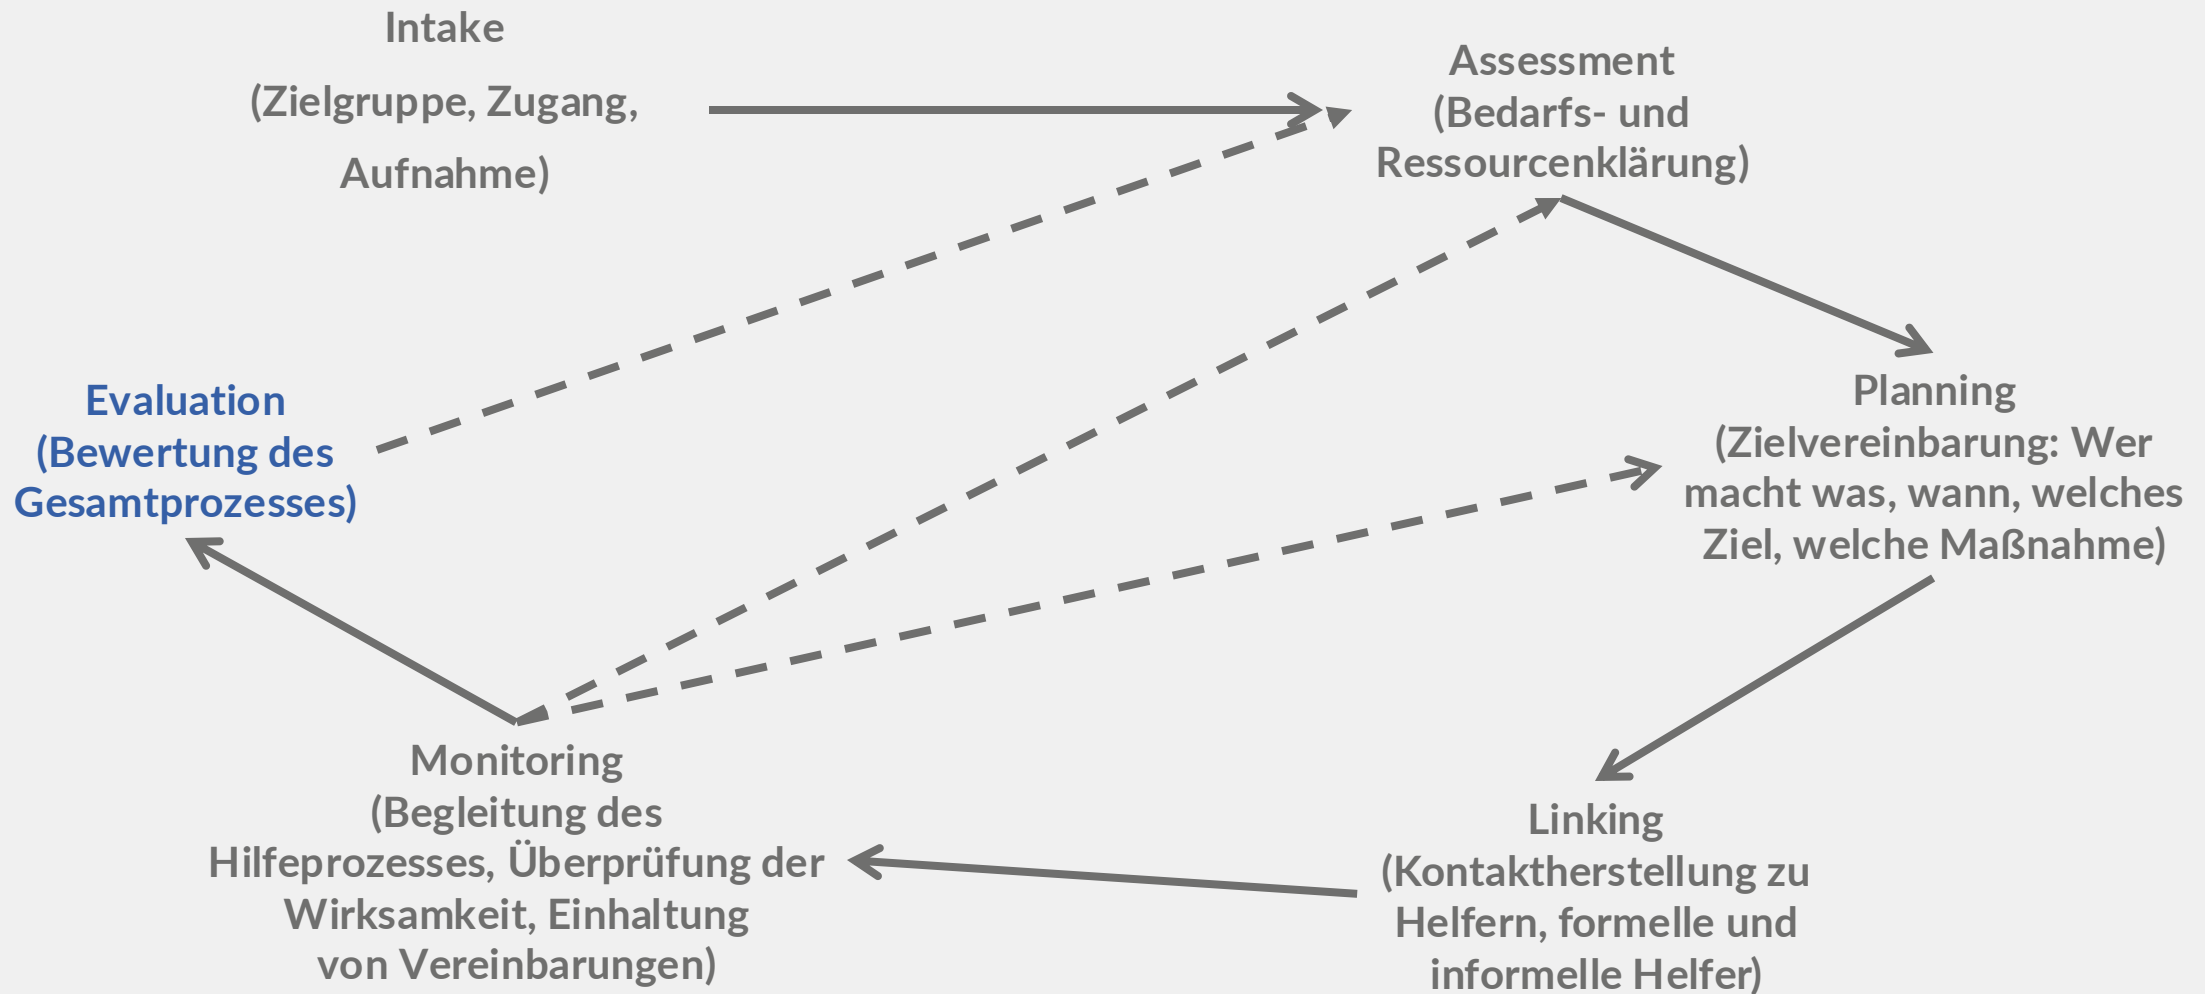 Intake
(Zielgruppe, Zugang,
Aufnahme)
Assessment
(Bedarfs- und
Ressourcenklärung)
Evaluation
(Bewertung des
Gesamtprozesses)
Planning
(Zielvereinbarung: Wer
macht was, wann, welches
Ziel, welche Maßnahme)
Monitoring
(Begleitung des
Hilfeprozesses, Überprüfung der
Wirksamkeit, Einhaltung
von Vereinbarungen)
Linking
(Kontaktherstellung zu
Helfern, formelle und
informelle Helfer)